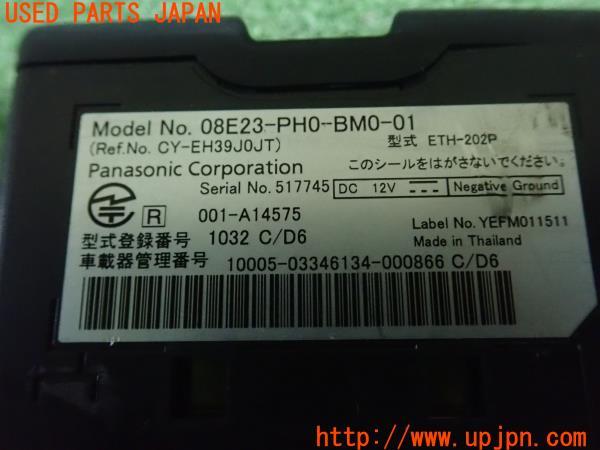 USED PARTS JAPAN
Model No. 08E23-PH0-BM0-01
(Ref.No. CY-EH39J0JT) 型式 ETH-202P
Panasonic Corporation このシールをはがさないでください。
Serial No. 517745 DC 12V Negative Ground
R 001-A14575 Label No. YEFM011511
型式登録番号 1032 C/D6 Made in Thailand
車載器管理番号 10005-03346134-000866 C/D6
UPJ
http://www.upjpn.com/